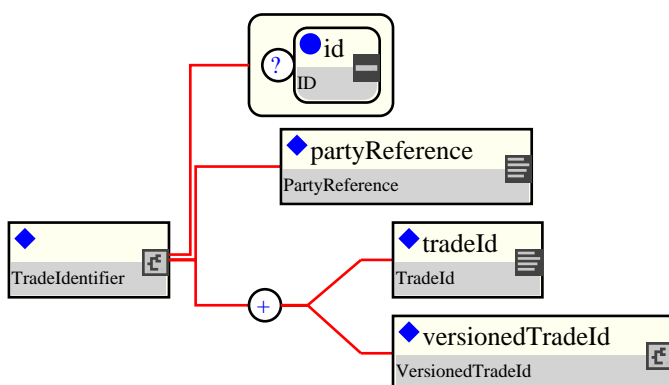 id
?
ID
partyReference
PartyReference
TradeIdentifier
tradeId
TradeId
+
versionedTradeId
VersionedTradeId